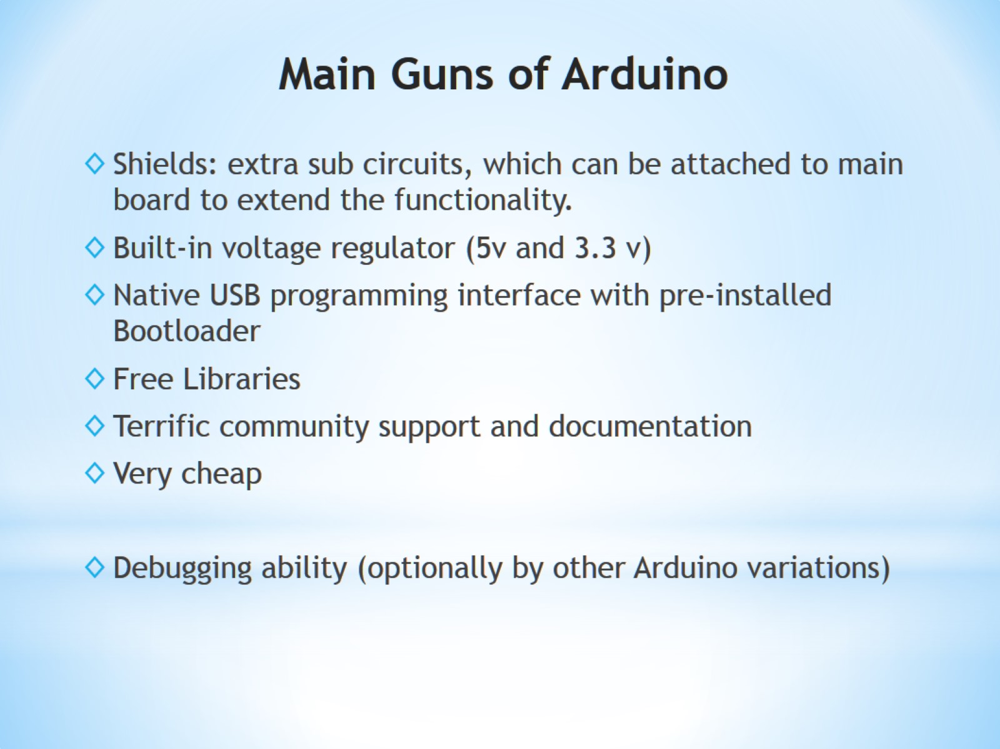 Main Guns of Arduino
Shields: extra sub circuits, which can be attached to main
board to extend the functionality.
Built-in voltage regulator (5v and 3.3 v)
Native USB programming interface with pre-installed
Bootloader
Free Libraries
Terrific community support and documentation
Very cheap
Debugging ability (optionally by other Arduino variations)